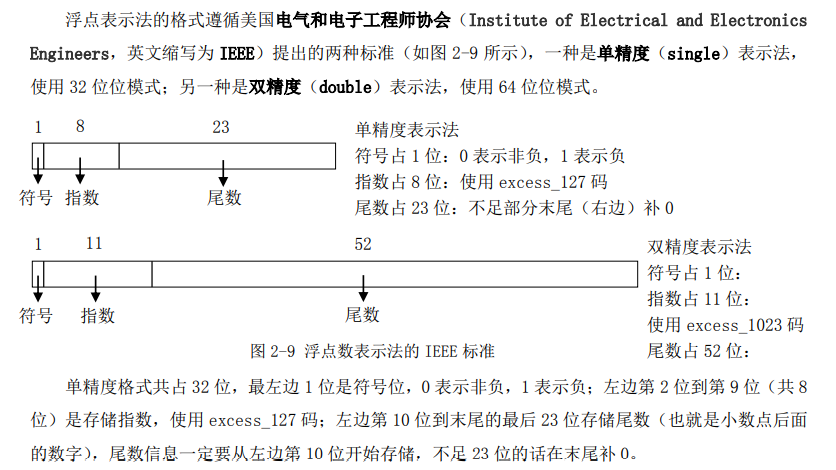 浮点表示法的格式遵循美国电气和电子工程师协会（Institute of Electrical and Electronics
Engineers，英文缩写为 IEEE）提出的两种标准（如图 2-9 所示），一种是单精度（single）表示法，
使用 32 位位模式；另一种是双精度（double）表示法，使用 64 位位模式。
1 8 23
符号 指数 尾数
单精度表示法
符号占 1 位：0 表示非负，1 表示负
指数占 8 位：使用 excess_127 码
尾数占 23 位：不足部分末尾（右边）补 0
1 11 52
符号 指数 尾数
双精度表示法
符号占 1 位：
指数占 11 位：
使用 excess_1023 码
尾数占 52 位：
图 2-9 浮点数表示法的 IEEE 标准
单精度格式共占 32 位，最左边 1 位是符号位，0 表示非负，1 表示负；左边第 2 位到第 9 位（共 8
位）是存储指数，使用 excess_127 码；左边第 10 位到末尾的最后 23 位存储尾数（也就是小数点后面
的数字），尾数信息一定要从左边第 10 位开始存储，不足 23 位的话在末尾补 0。